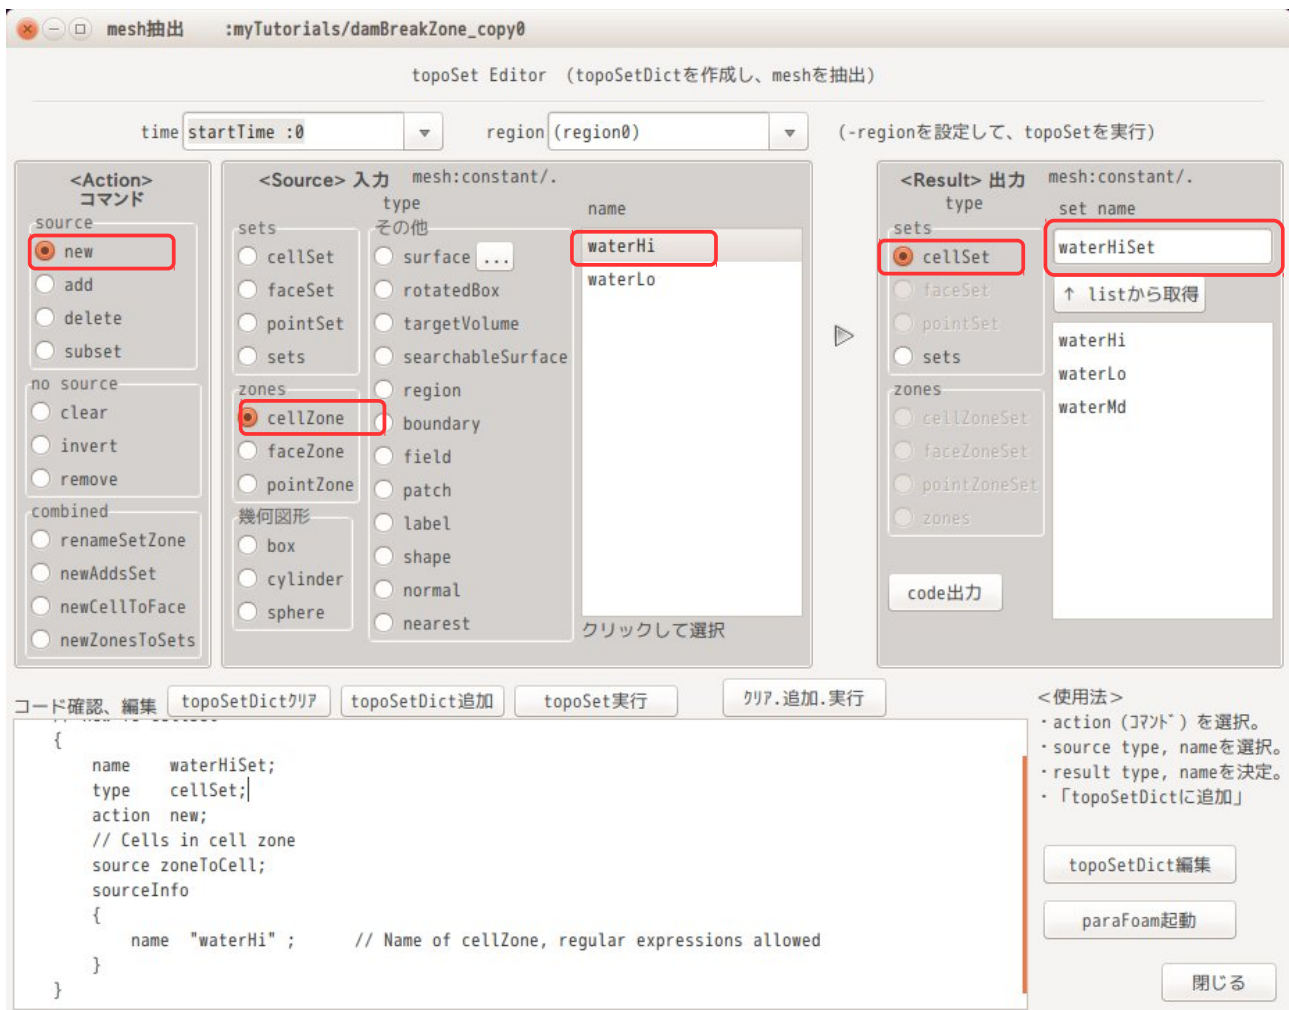 mesh抽出 :myTutorials/damBreakZone_copy0
topoSet Editor （topoSetDictを作成し、meshを抽出）
time startTime :0 region (region0) (-regionを設定して、topoSetを実行)
<Action>
コマンド
source
new
add
delete
subset
no source
clear
invert
remove
combined
renameSetZone
newAddsSet
newCellToFace
newZonesToSets
<Source> 入力 mesh:constant/.
type
sets
cellSet
faceSet
pointSet
sets
zones
cellZone
faceZone
pointZone
幾何図形
box
cylinder
sphere
その他
surface ...
rotatedBox
targetVolume
searchableSurface
region
boundary
field
patch
label
shape
normal
nearest
name
waterHi
waterLo
クリックして選択
<Result> 出力 mesh:constant/.
type
sets
cellSet
faceSet
pointSet
sets
zones
cellZoneSet
faceZoneSet
pointZoneSet
zones
code出力
set name
waterHiSet
↑ listから取得
waterHi
waterLo
waterMd
コード確認、編集 topoSetDictｸﾘｱ topoSetDict追加 topoSet実行 ｸﾘｱ.追加.実行
{
name waterHiSet;
type cellSet;
action new;
// Cells in cell zone
source zoneToCell;
sourceInfo
{
name "waterHi" ; // Name of cellZone, regular expressions allowed
}
}
＜使用法＞
・action (ｺﾏﾝﾄﾞ) を選択。
・source type, nameを選択。
・result type, nameを決定。
・「topoSetDictに追加」
topoSetDict編集
paraFoam起動
閉じる